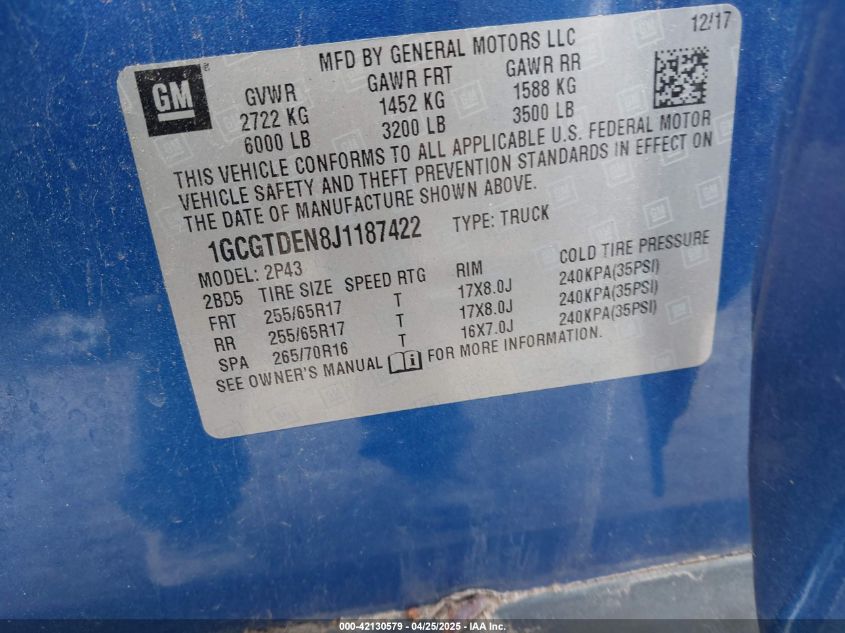 12/17
MFD BY GENERAL MOTORS LLC
GM
GVWR GAWR FRT GAWR RR
2722 KG 1452 KG 1588 KG
6000 LB 3200 LB 3500 LB
THIS VEHICLE CONFORMS TO ALL APPLICABLE U.S. FEDERAL MOTOR
VEHICLE SAFETY AND THEFT PREVENTION STANDARDS IN EFFECT ON
THE DATE OF MANUFACTURE SHOWN ABOVE.
1GCGTDEN8J1187422 TYPE: TRUCK
MODEL: 2P43
2BD5 TIRE SIZE SPEED RTG RIM COLD TIRE PRESSURE
FRT 255/65R17 T 17X8.0J 240KPA(35PSI)
RR 255/65R17 T 17X8.0J 240KPA(35PSI)
SPA 265/70R16 T 16X7.0J 240KPA(35PSI)
SEE OWNER'S MANUAL FOR MORE INFORMATION.
000-42130579 - 04/25/2025 - IAA Inc.